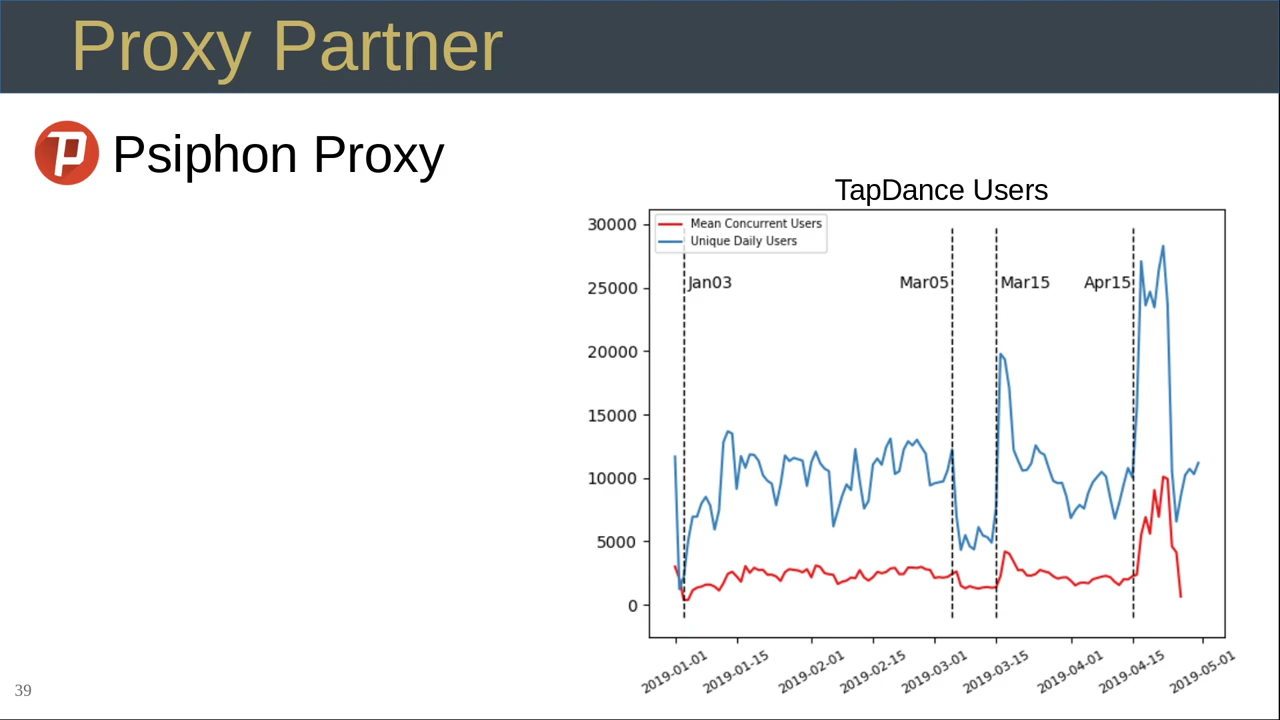 Proxy Partner
Psiphon Proxy
TapDance Users
Mean Concurrent Users
Unique Daily Users
30000
25000
20000
15000
10000
5000
0
Jan03
Mar05
Mar15
Apr15
2019-01-01
2019-01-15
2019-02-01
2019-02-15
2019-03-01
2019-03-15
2019-04-01
2019-04-15
2019-05-01
39